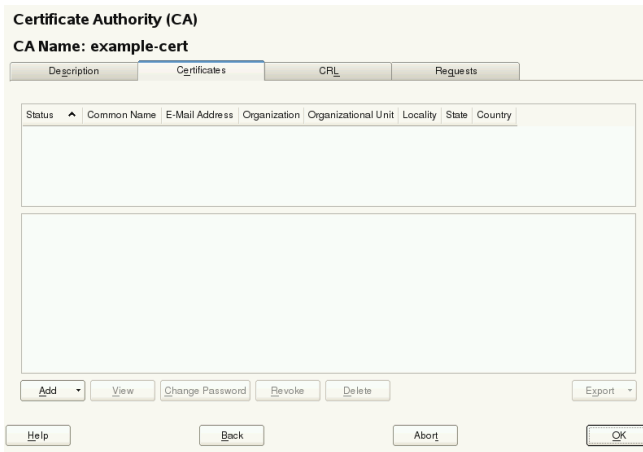 Certificate Authority (CA)
CA Name: example-cert
Description Certificates CRL Requests
Status Common Name E-Mail Address Organization Organizational Unit Locality State Country
Add View Change Password Revoke Delete Export
Help Back Abort OK